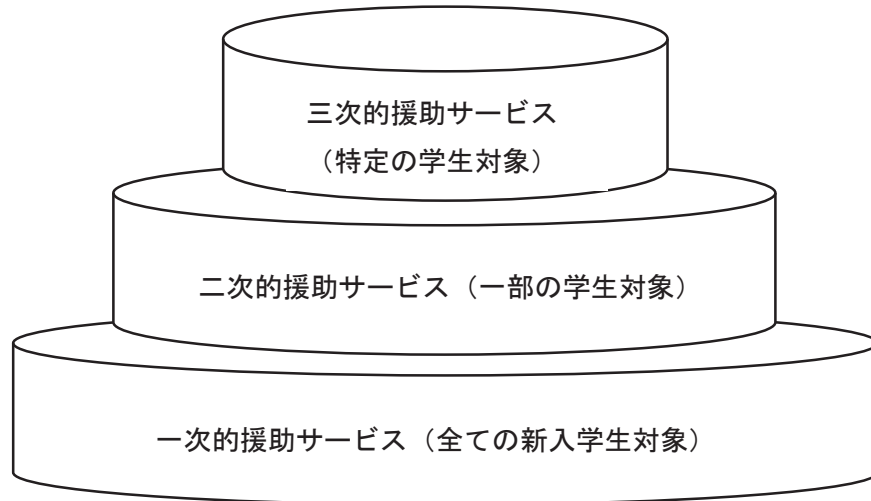 三次的援助サービス
（特定の学生対象）
二次的援助サービス（一部の学生対象）
一次的援助サービス（全ての新入学生対象）